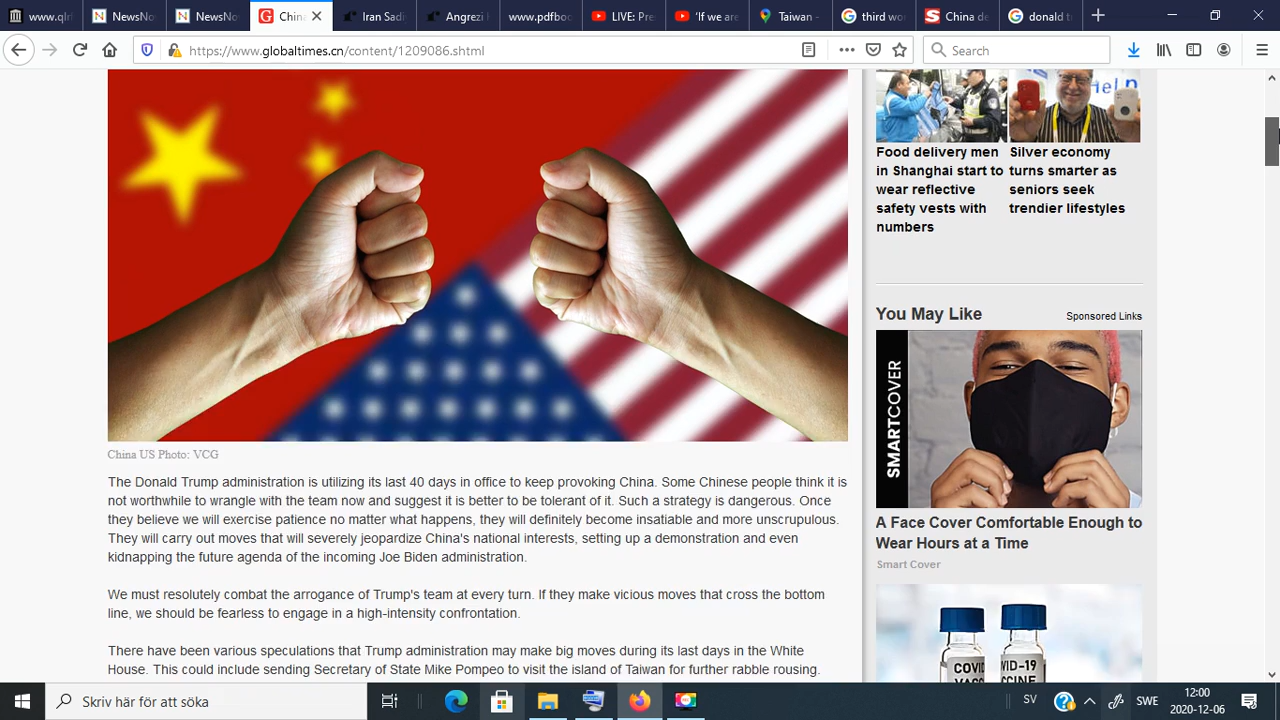 www.qlrf
NewsNo
NewsNo
China
Iran Sadi
Angrezi
www.pdfboo
LIVE: Pre
'If we are
Taiwan -
third wor
China de
donald t
https://www.globaltimes.cn/content/1209086.shtml
Search
Help
Food delivery men
in Shanghai start to
wear reflective
safety vests with
numbers
Silver economy
turns smarter as
seniors seek
trendier lifestyles
You May Like
Sponsored Links
SMARTCOVER
A Face Cover Comfortable Enough to
Wear Hours at a Time
Smart Cover
China US Photo: VCG
The Donald Trump administration is utilizing its last 40 days in office to keep provoking China. Some Chinese people think it is
not worthwhile to wrangle with the team now and suggest it is better to be tolerant of it. Such a strategy is dangerous. Once
they believe we will exercise patience no matter what happens, they will definitely become insatiable and more unscrupulous.
They will carry out moves that will severely jeopardize China's national interests, setting up a demonstration and even
kidnapping the future agenda of the incoming Joe Biden administration.
We must resolutely combat the arrogance of Trump's team at every turn. If they make vicious moves that cross the bottom
line, we should be fearless to engage in a high-intensity confrontation.
There have been various speculations that Trump administration may make big moves during its last days in the White
House. This could include sending Secretary of State Mike Pompeo to visit the island of Taiwan for further rabble rousing.
COVID
VACC
VID-19
CCINE
Skriv här för att söka
SV
SWE
12:00
2020-12-06